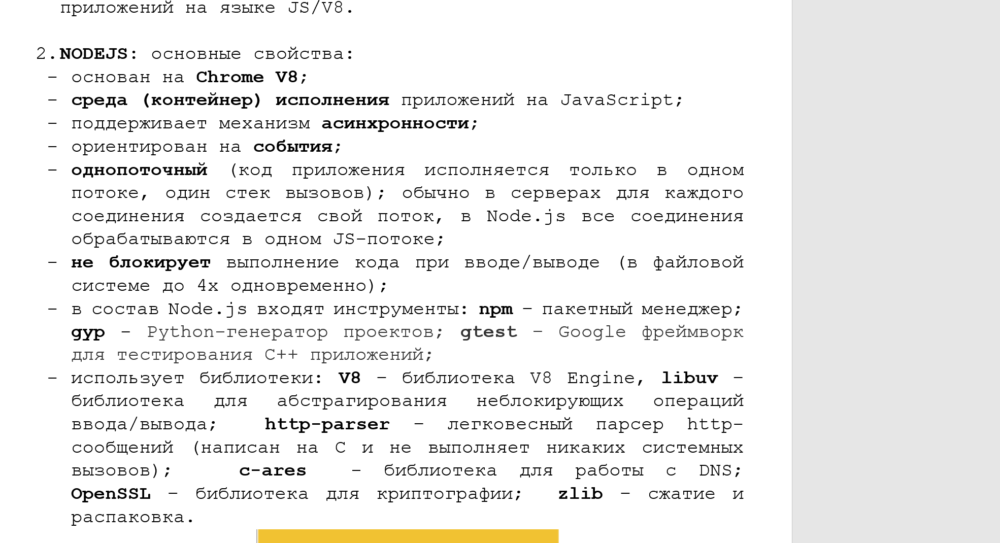 приложений на языке JS/V8.
2.NODEJS: основные свойства:
– основан на Chrome V8;
– среда (контейнер) исполнения приложений на JavaScript;
– поддерживает механизм асинхронности;
– ориентирован на события;
– однопоточный (код приложения исполняется только в одном
потоке, один стек вызовов); обычно в серверах для каждого
соединения создается свой поток, в Node.js все соединения
обрабатываются в одном JS-потоке;
– не блокирует выполнение кода при вводе/выводе (в файловой
системе до 4х одновременно);
– в состав Node.js входят инструменты: npm – пакетный менеджер;
gyp – Python-генератор проектов; gtest – Google фреймворк
для тестирования C++ приложений;
– использует библиотеки: V8 – библиотека V8 Engine, libuv –
библиотека для абстрагирования неблокирующих операций
ввода/вывода; http-parser – легковесный парсер http-
сообщений (написан на C и не выполняет никаких системных
вызовов); c-ares – библиотека для работы с DNS;
OpenSSL – библиотека для криптографии; zlib – сжатие и
распаковка.